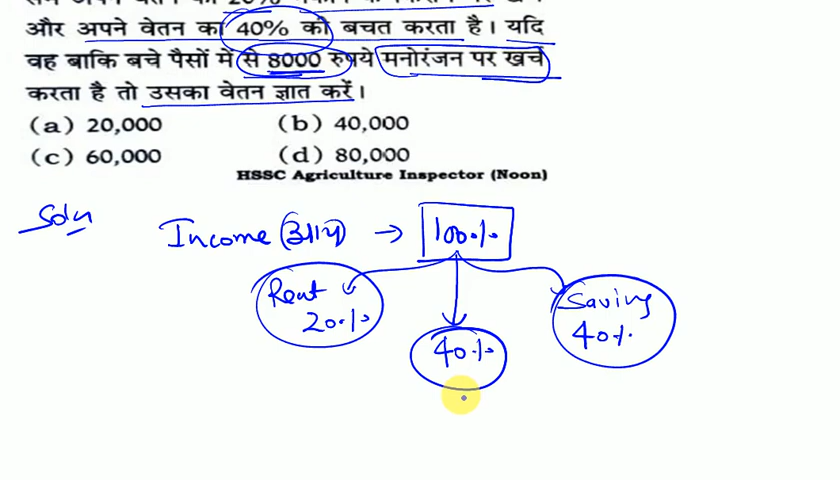 और अपने वेतन का 40% की बचत करता है। यदि
वह बाकि बचे पैसों में से 8000 रुपये मनोरंजन पर खर्च
करता है तो उसका वेतन ज्ञात करें।
(a) 20,000 (b) 40,000
(c) 60,000 (d) 80,000
HSSC Agriculture Inspector (Noon)
Soln
Income (आय) → 100%
Rent
20%
Saving
40%
40%